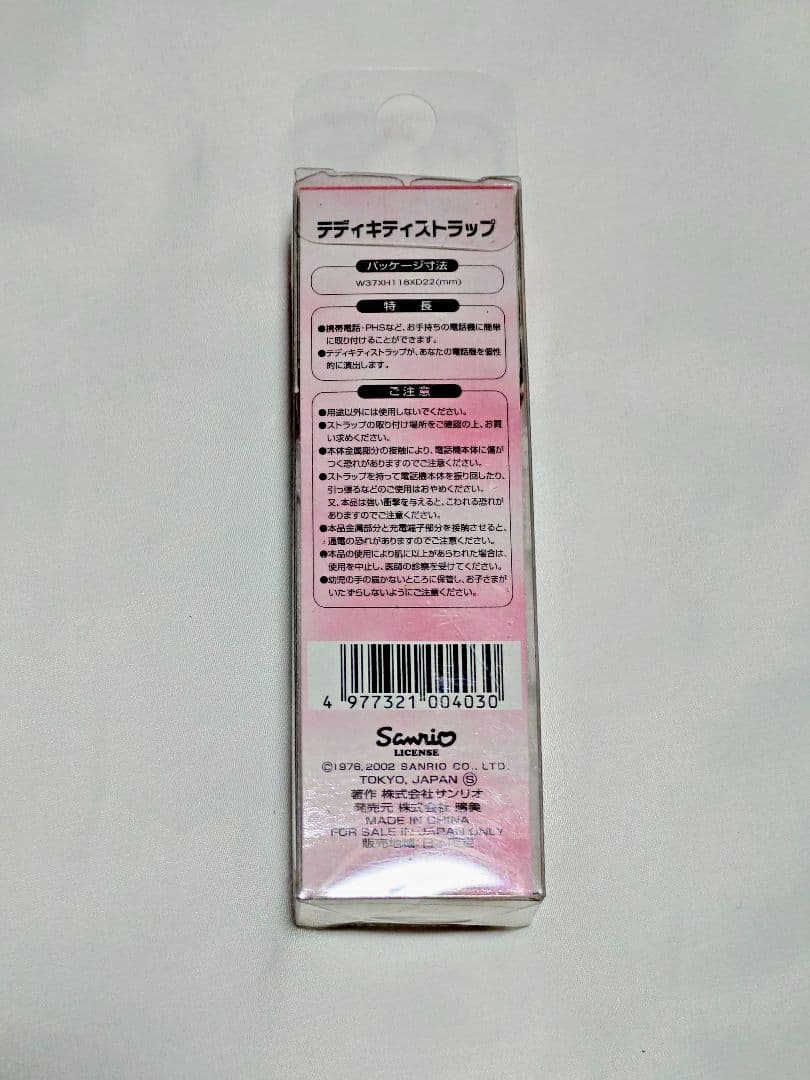 テディキティストラップ
パッケージ寸法
W37XH118XD22(mm)
特 長
●携帯電話・PHSなど、お手持ちの電話機に簡単
に取り付けることができます。
●テディキティストラップが、あなたの電話機を個性
的に演出します。
ご注意
●用途以外には使用しないでください。
●ストラップの取り付け場所をご確認の上、お買
い求めください。
●本体金属部分の接触により、電話機本体に傷が
つく恐れがありますのでご注意ください。
●ストラップを持って電話機本体を振り回したり、
引っ張るなどのご使用はおやめください。
又、本品は強い衝撃を与えると、こわれる恐れが
ありますのでご注意ください。
●本品金属部分と充電端子部分を接触させると、
通電の恐れがありますのでご注意ください。
●本品の使用により肌に以上があらわれた場合は、
使用を中止し、医師の診察を受けてください。
●幼児の手の届かないところに保管し、お子さまが
いたずらしないようにご注意ください。
4 977321 004030
Sanrio
LICENSE
©1976, 2002 SANRIO CO., LTD.
TOKYO, JAPAN Ⓢ
著作 株式会社サンリオ
発売元 株式会社 鴫美
MADE IN CHINA
FOR SALE IN JAPAN ONLY
販売地域:日本国産